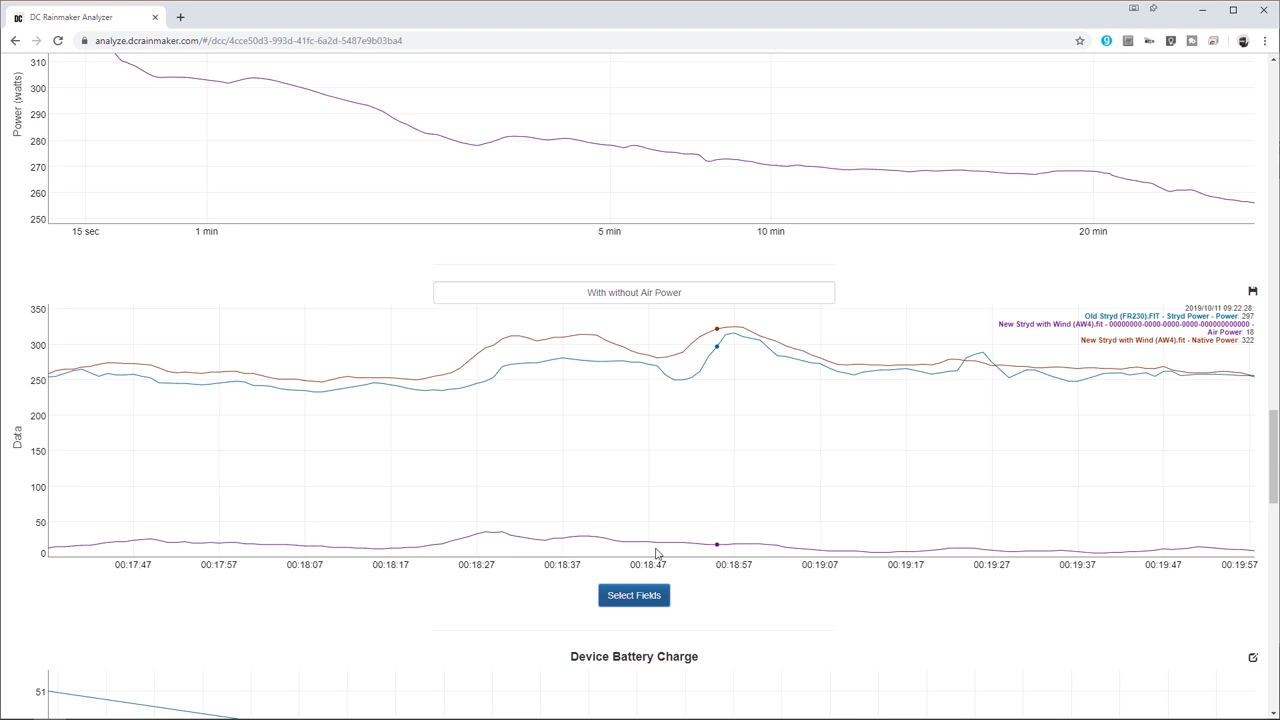 DC Rainmaker Analyzer
analyze.dcrainmaker.com/#/dcc/4cce50d3-993d-41fc-6a2d-5487e9b03ba4
Power (watts)
310
300
290
280
270
260
250
15 sec
1 min
5 min
10 min
20 min
With without Air Power
2019/10/11 09:22:28:
Old Stryd (FR230).FIT - Stryd Power - Power: 297
New Stryd with Wind (AW4).fit - 00000000-0000-0000-0000-000000000000 -
Air Power: 18
New Stryd with Wind (AW4).fit - Native Power: 322
Data
350
300
250
200
150
100
50
0
00:17:47
00:17:57
00:18:07
00:18:17
00:18:27
00:18:37
00:18:47
00:18:57
00:19:07
00:19:17
00:19:27
00:19:37
00:19:47
00:19:57
Select Fields
Device Battery Charge
51